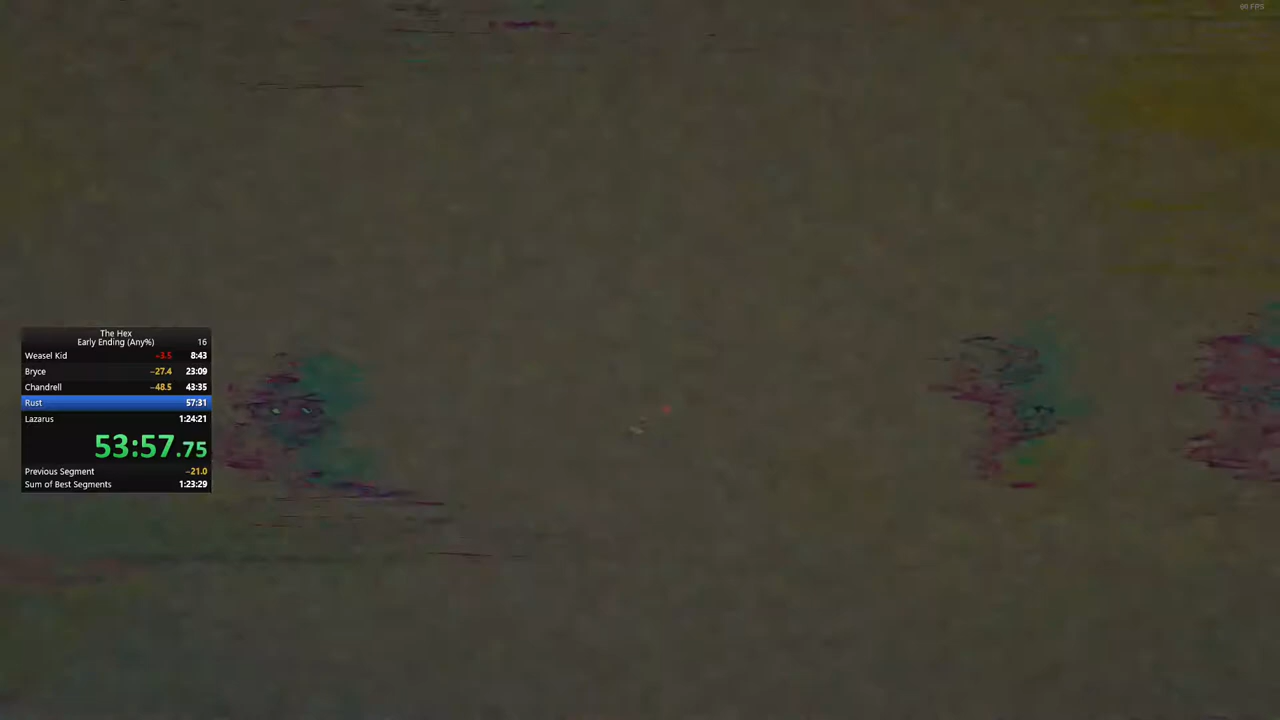 60 FPS
The Hex
Early Ending (Any%) 16
Weasel Kid −3.5 8:43
Bryce −27.4 23:09
Chandrell −48.5 43:35
Rust 57:31
Lazarus 1:24:21
53:57.75
Previous Segment −21.0
Sum of Best Segments 1:23:29